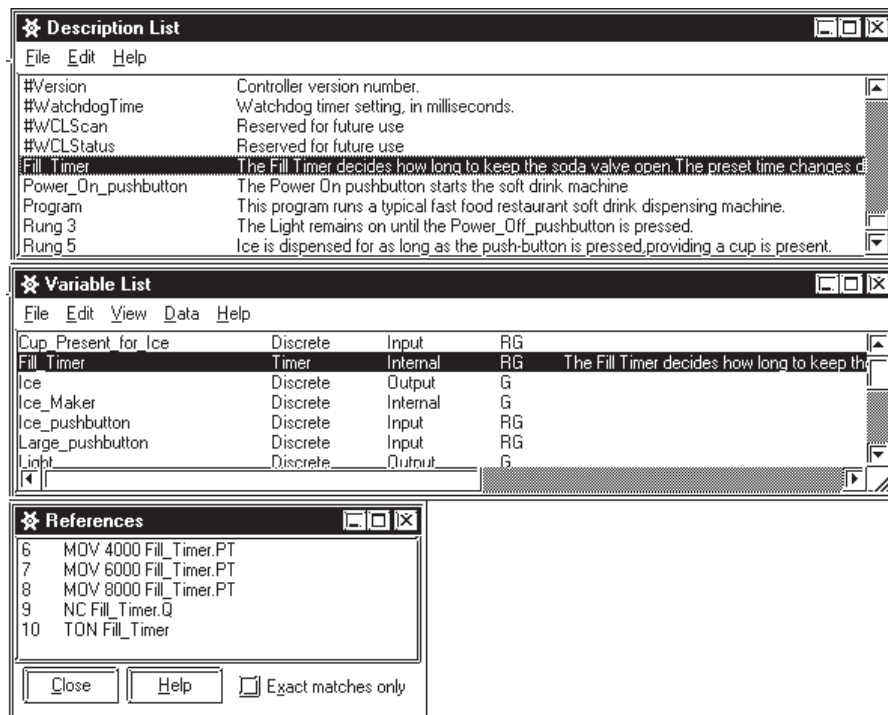 Description List
File Edit Help
#Version Controller version number.
#WatchdogTime Watchdog timer setting, in milliseconds.
#WCLScan Reserved for future use
#WCLStatus Reserved for future use
Fill_Timer The Fill Timer decides how long to keep the soda valve open.The preset time changes d
Power_On_pushbutton The Power On pushbutton starts the soft drink machine
Program This program runs a typical fast food restaurant soft drink dispensing machine.
Rung 3 The Light remains on until the Power_Off_pushbutton is pressed.
Rung 5 Ice is dispensed for as long as the push-button is pressed,providing a cup is present.
Variable List
File Edit View Data Help
Cup_Present_for_Ice Discrete Input RG
Fill_Timer Timer Internal RG The Fill Timer decides how long to keep the
Ice Discrete Output G
Ice_Maker Discrete Internal G
Ice_pushbutton Discrete Input RG
Large_pushbutton Discrete Input RG
Light Discrete Output G
References
6 MOV 4000 Fill_Timer.PT
7 MOV 6000 Fill_Timer.PT
8 MOV 8000 Fill_Timer.PT
9 NC Fill_Timer.Q
10 TON Fill_Timer
Close Help Exact matches only